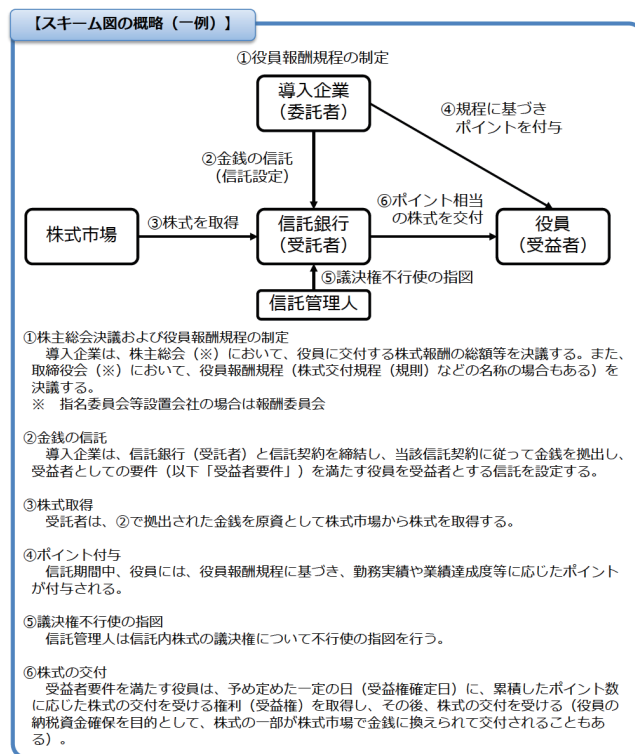 【スキーム図の概略（一例）】
①役員報酬規程の制定
導入企業
（委託者）
④規程に基づき
ポイントを付与
②金銭の信託
（信託設定）
⑥ポイント相当
の株式を交付
株式市場
③株式を取得
信託銀行
（受託者）
役員
（受益者）
⑤議決権不行使の指図
信託管理人
①株主総会決議および役員報酬規程の制定
導入企業は、株主総会（※）において、役員に交付する株式報酬の総額等を決議する。また、
取締役会（※）において、役員報酬規程（株式交付規程（規則）などの名称の場合もある）を
決議する。
※　指名委員会等設置会社の場合は報酬委員会
②金銭の信託
導入企業は、信託銀行（受託者）と信託契約を締結し、当該信託契約に従って金銭を拠出し、
受益者としての要件（以下「受益者要件」）を満たす役員を受益者とする信託を設定する。
③株式取得
受託者は、②で拠出された金銭を原資として株式市場から株式を取得する。
④ポイント付与
信託期間中、役員には、役員報酬規程に基づき、勤務実績や業績達成度等に応じたポイント
が付与される。
⑤議決権不行使の指図
信託管理人は信託内株式の議決権について不行使の指図を行う。
⑥株式の交付
受益者要件を満たす役員は、予め定めた一定の日（受益権確定日）に、累積したポイント数
に応じた株式の交付を受ける権利（受益権）を取得し、その後、株式の交付を受ける（役員の
納税資金確保を目的として、株式の一部が株式市場で金銭に換えられて交付されることもあ
る）。